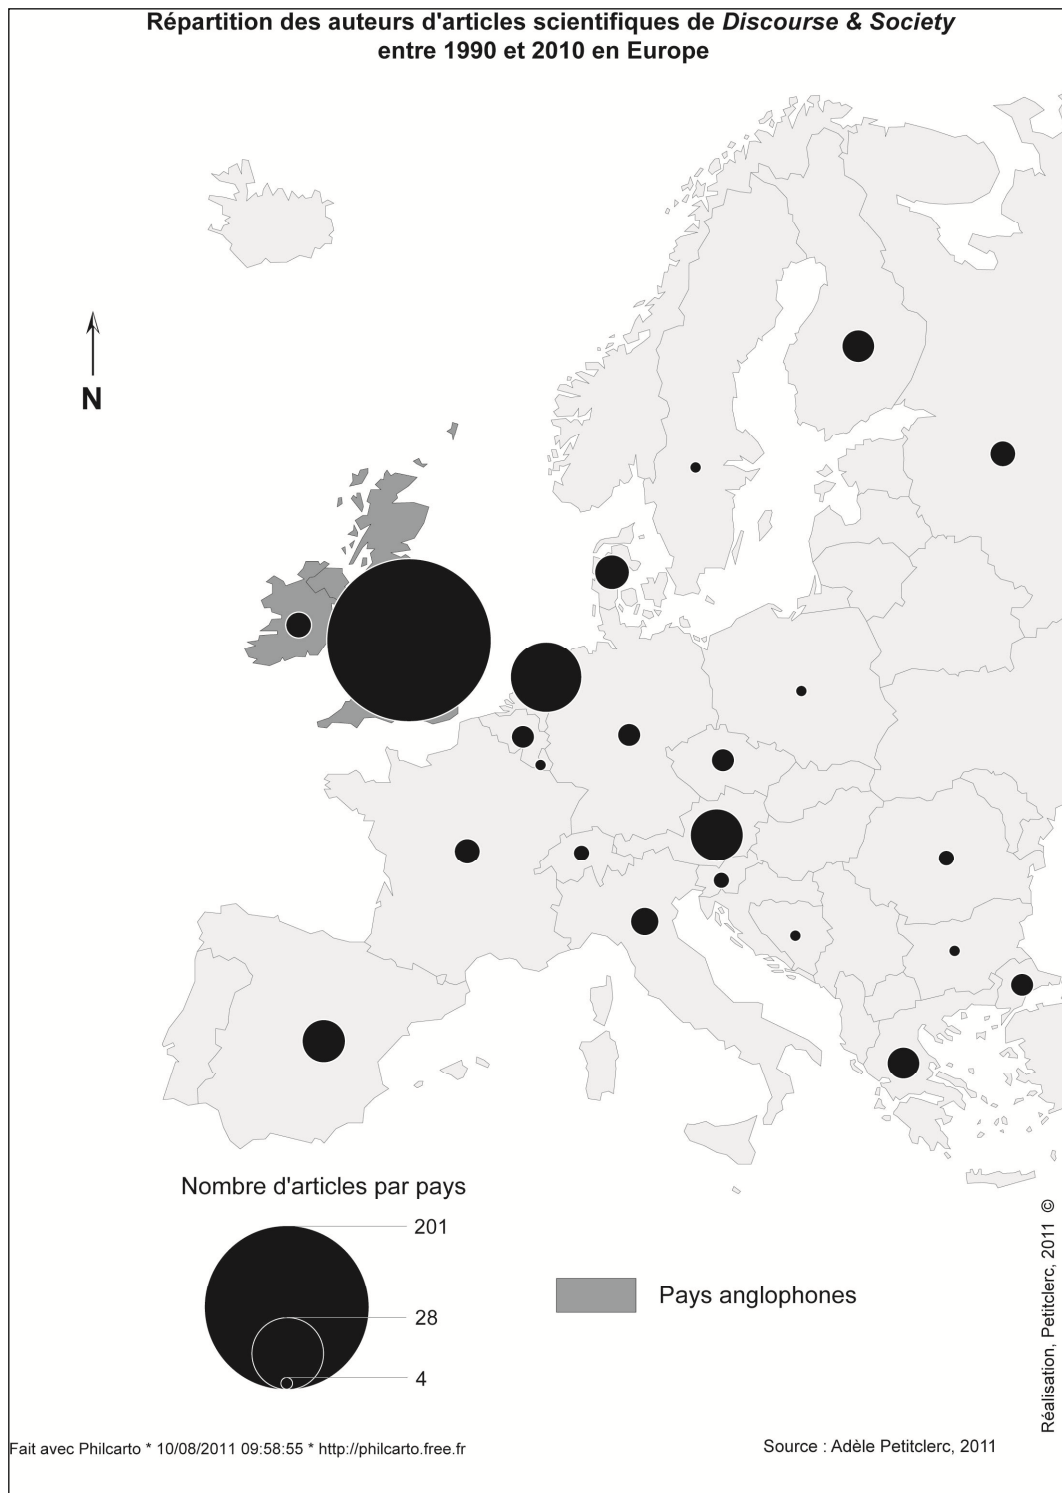 Répartition des auteurs d'articles scientifiques de Discourse & Society
entre 1990 et 2010 en Europe
N
Nombre d'articles par pays
201
28
4
Pays anglophones
Réalisation, Petitclerc, 2011 ©
Fait avec Philcarto * 10/08/2011 09:58:55 * http://philcarto.free.fr
Source : Adèle Petitclerc, 2011